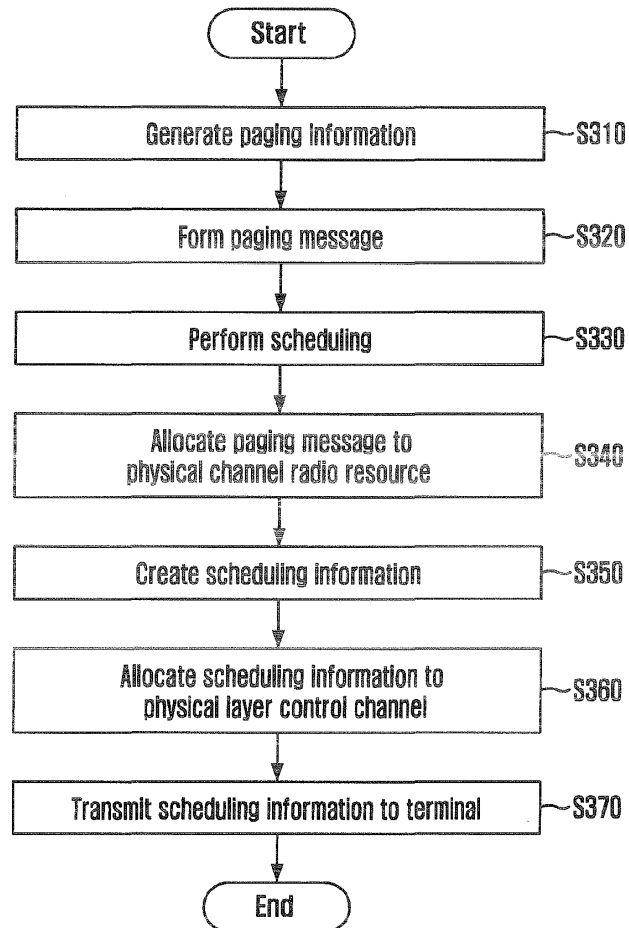 Start
Generate paging information
S310
Form paging message
S320
Perform scheduling
S330
Allocate paging message to
physical channel radio resource
S340
Create scheduling information
S350
Allocate scheduling information to
physical layer control channel
S360
Transmit scheduling information to terminal
S370
End